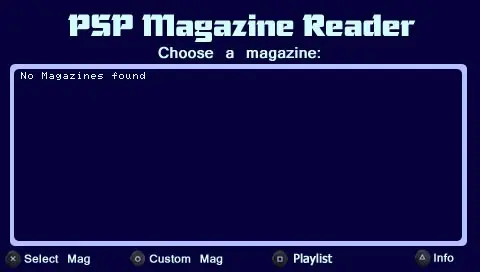 PSP Magazine Reader
Choose a magazine:
No Magazines found
Select Mag Custom Mag Playlist Info